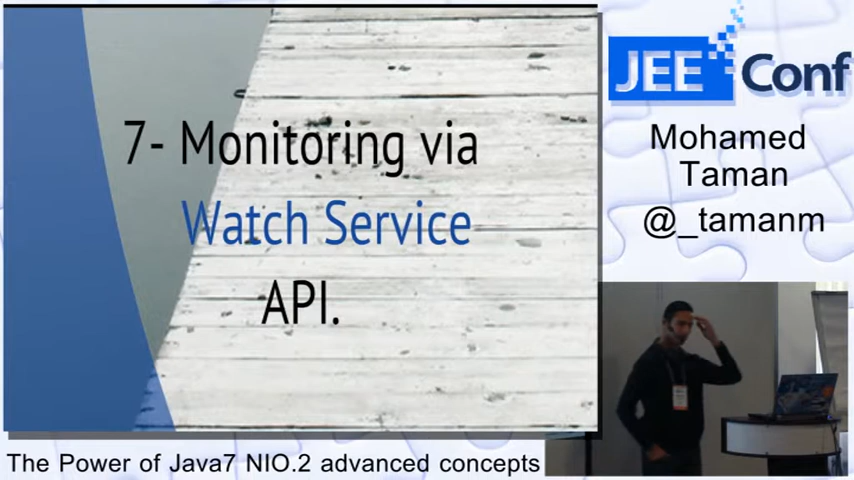 7- Monitoring via
Watch Service
API.
JEE Conf
Mohamed
Taman
@_tamanm
The Power of Java7 NIO.2 advanced concepts